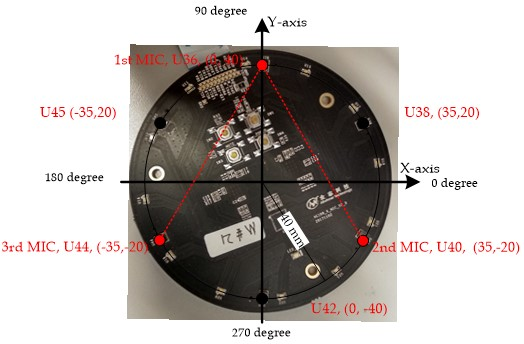 90 degree
Y-axis
1st MIC, U36, (0, 40)
U45 (-35,20)
U38, (35,20)
X-axis
180 degree
0 degree
40 mm
M#21
3rd MIC, U44, (-35,-20)
2nd MIC, U40, (35,-20)
U42, (0, -40)
270 degree